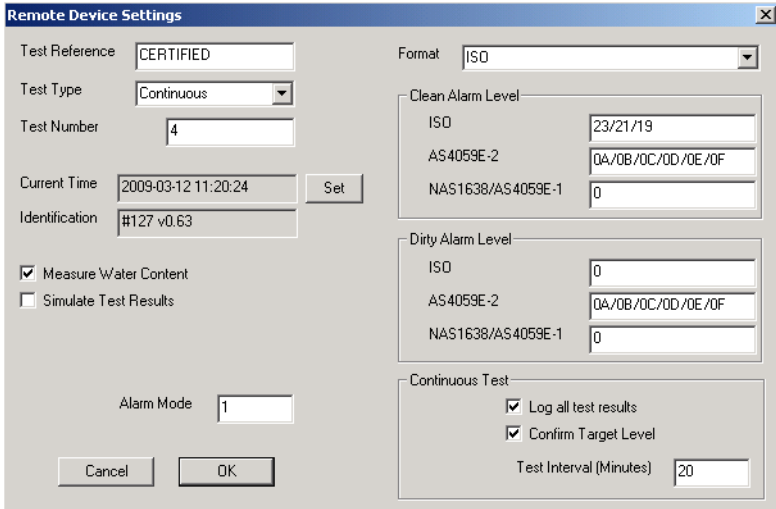 Remote Device Settings
Test Reference CERTIFIED
Test Type Continuous
Test Number 4
Current Time 2009-03-12 11:20:24 Set
Identification #127 v0.63
Measure Water Content
Simulate Test Results
Alarm Mode 1
Cancel OK
Format ISO
Clean Alarm Level
ISO 23/21/19
AS4059E-2 0A/0B/0C/0D/0E/0F
NAS1638/AS4059E-1 0
Dirty Alarm Level
ISO 0
AS4059E-2 0A/0B/0C/0D/0E/0F
NAS1638/AS4059E-1 0
Continuous Test
Log all test results
Confirm Target Level
Test Interval (Minutes) 20